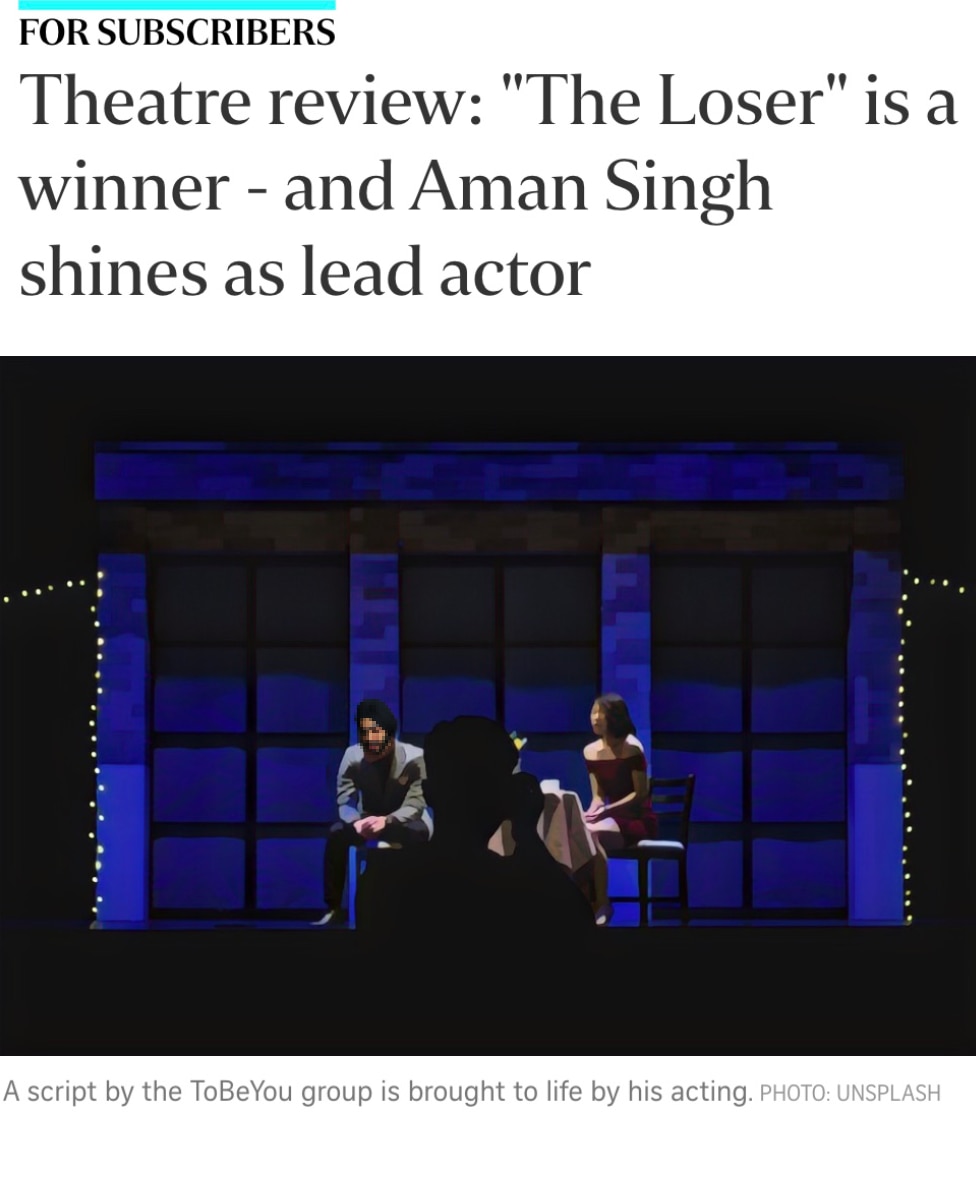 FOR SUBSCRIBERS
Theatre review: "The Loser" is a
winner - and Aman Singh
shines as lead actor
A script by the ToBeYou group is brought to life by his acting. PHOTO: UNSPLASH